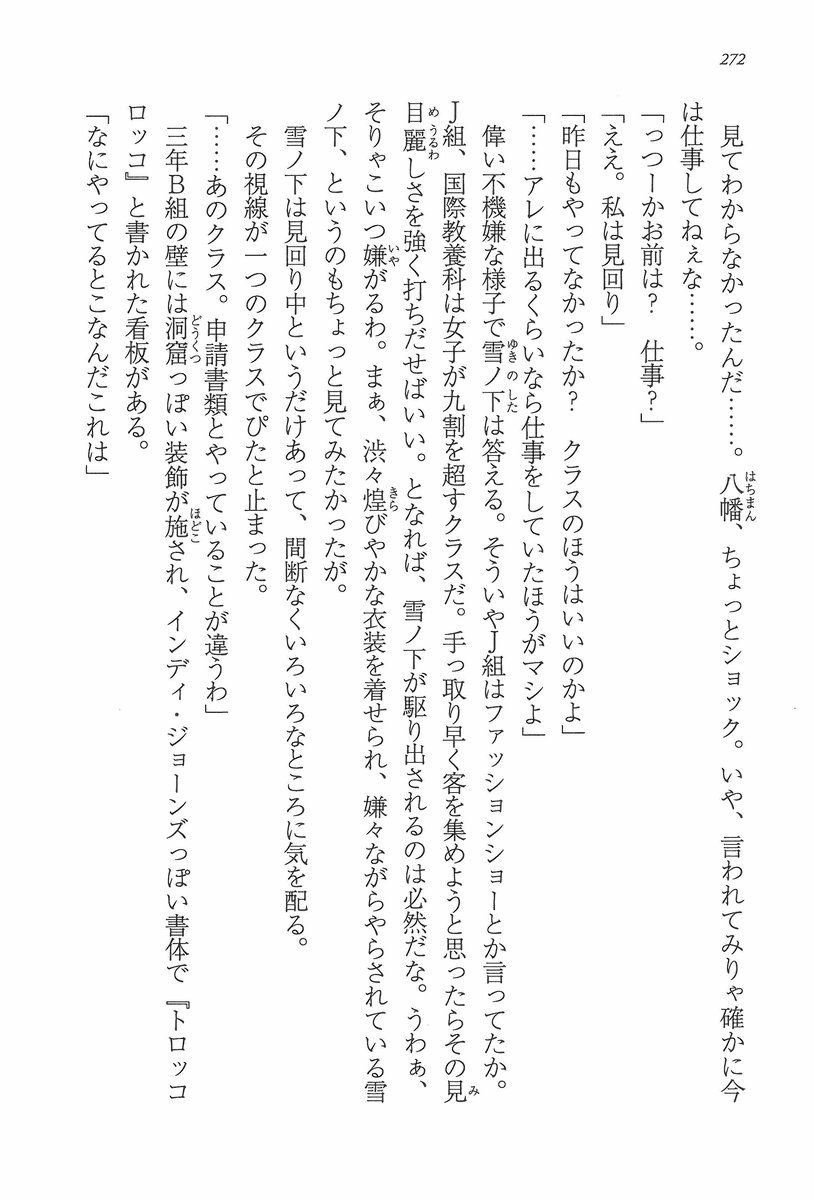 272
見てわからなかったんだ……。八幡、ちょっとショック。いや、言われてみりゃ確かに今
は仕事してねぇな……。
「っつーかお前は? 仕事?」
「ええ。私は見回り」
「昨日もやってなかったか? クラスのほうはいいのかよ」
「……アレに出るくらいなら仕事をしていたほうがマシよ」
偉い不機嫌な様子で雪ノ下は答える。そういやJ組はファッションショーとか言ってたか。
J組、国際教養科は女子が九割を超すクラスだ。手っ取り早く客を集めようと思ったらその見
目麗しさを強く打ちだせばいい。となれば、雪ノ下が駆り出されるのは必然だな。うわぁ、
そりゃこいつ嫌がるわ。まぁ、渋々煌びやかな衣装を着せられ、嫌々ながらやらされている雪
ノ下、というのもちょっと見てみたかったが。
雪ノ下は見回り中というだけあって、間断なくいろいろなところに気を配る。
その視線が一つのクラスでぴたと止まった。
「……あのクラス。申請書類とやっていることが違うわ」
三年B組の壁には洞窟っぽい装飾が施され、インディ・ジョーンズっぽい書体で『トロッコ
ロッコ』と書かれた看板がある。
「なにやってるとこなんだこれは」